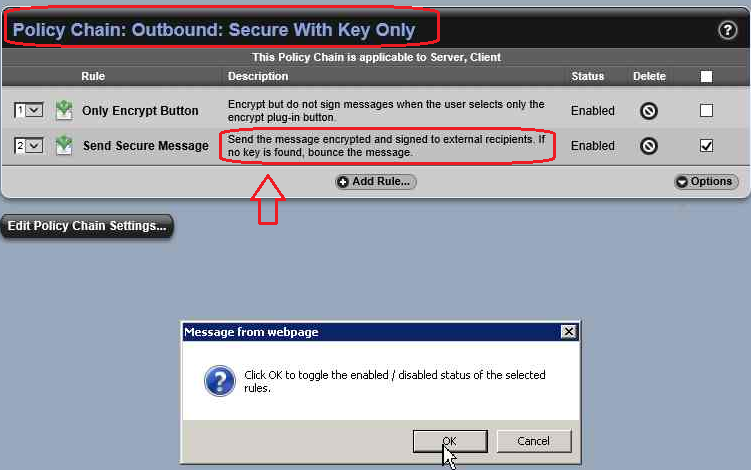 Policy Chain: Outbound: Secure With Key Only
?
This Policy Chain is applicable to Server, Client
Rule Description Status Delete
1 Only Encrypt Button Encrypt but do not sign messages when the user selects only the
encrypt plug-in button. Enabled
2 Send Secure Message Send the message encrypted and signed to external recipients. If
no key is found, bounce the message. Enabled
Add Rule... Options
Edit Policy Chain Settings...
Message from webpage
Click OK to toggle the enabled / disabled status of the selected
rules.
OK Cancel